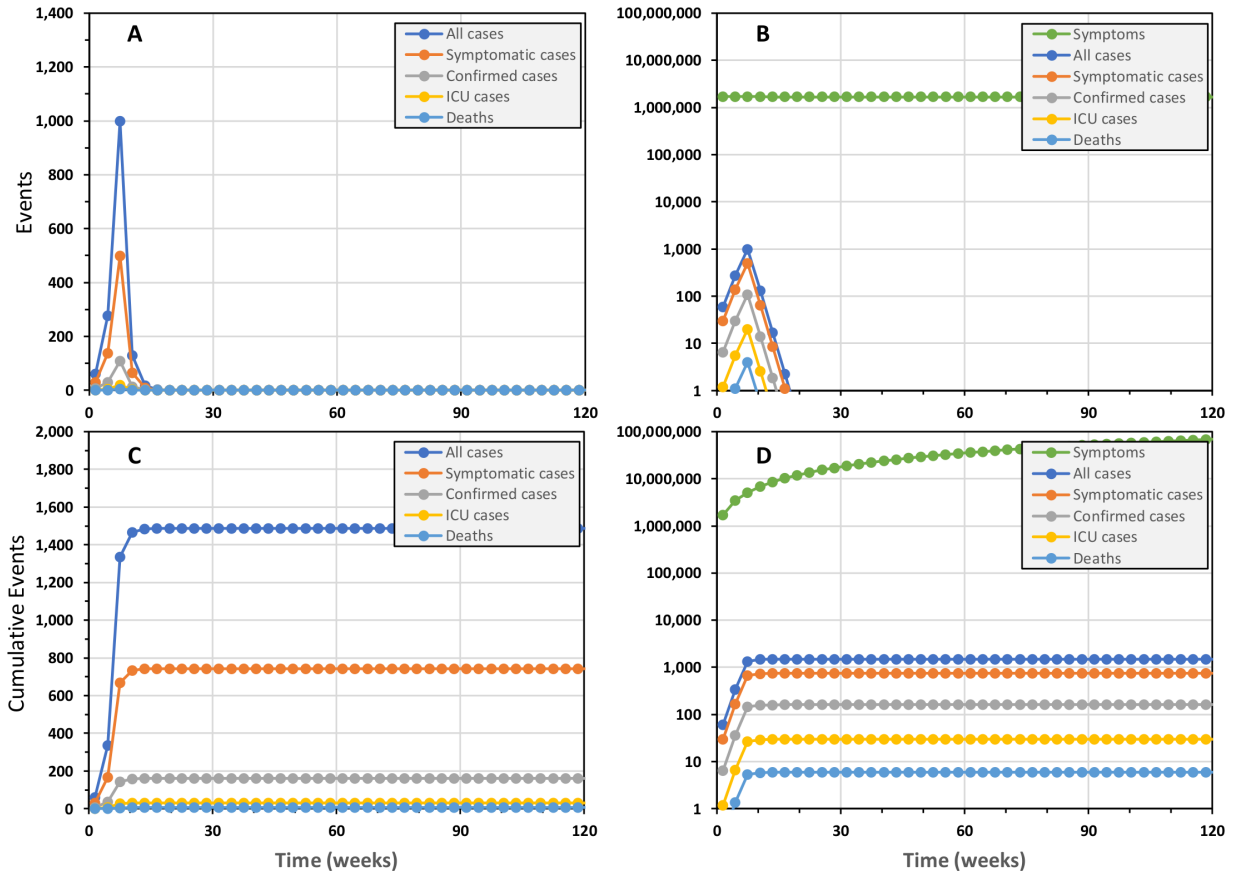 A
1,400
1,200
1,000
800
600
400
200
0
Events
0 30 60 90 120
All cases
Symptomatic cases
Confirmed cases
ICU cases
Deaths
B
100,000,000
10,000,000
1,000,000
100,000
10,000
1,000
100
10
1
0 30 60 90 120
Symptoms
All cases
Symptomatic cases
Confirmed cases
ICU cases
Deaths
C
2,000
1,800
1,600
1,400
1,200
1,000
800
600
400
200
0
Cumulative Events
0 30 60 90 120
Time (weeks)
All cases
Symptomatic cases
Confirmed cases
ICU cases
Deaths
D
100,000,000
10,000,000
1,000,000
100,000
10,000
1,000
100
10
1
0 30 60 90 120
Time (weeks)
Symptoms
All cases
Symptomatic cases
Confirmed cases
ICU cases
Deaths